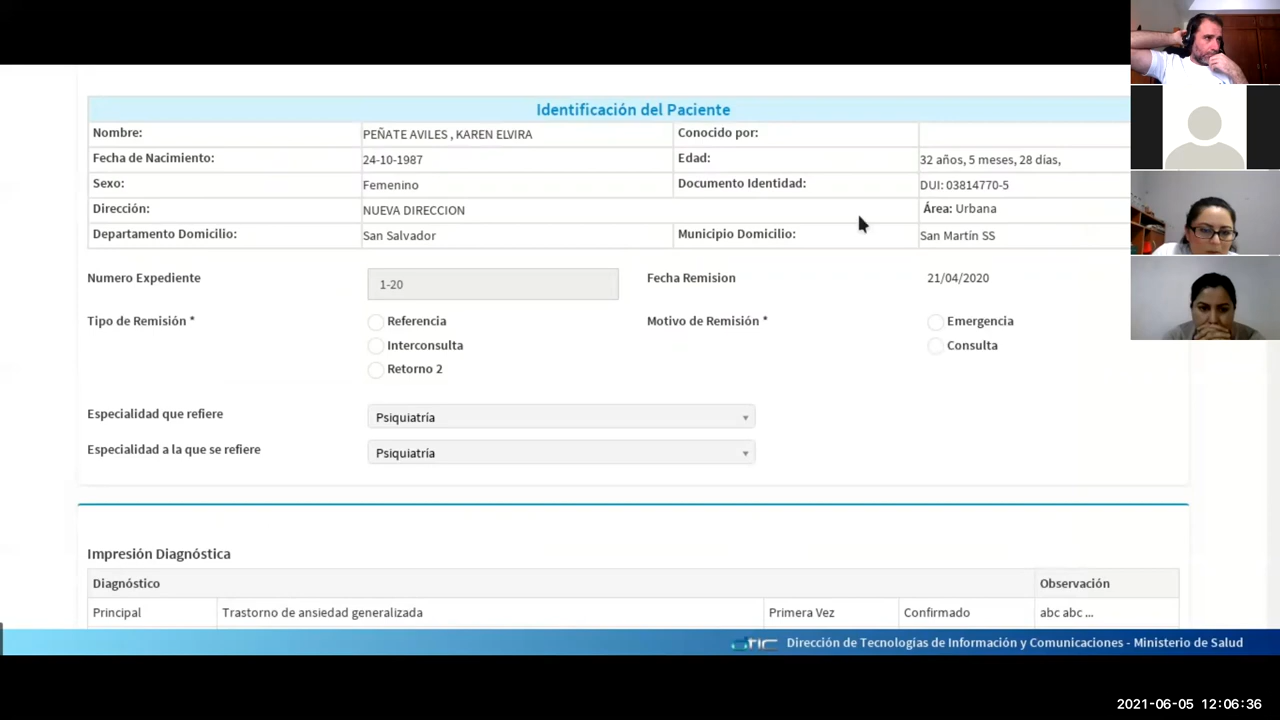 Identificación del Paciente
Nombre: PEÑATE AVILES , KAREN ELVIRA Conocido por:
Fecha de Nacimiento: 24-10-1987 Edad: 32 años, 5 meses, 28 días,
Sexo: Femenino Documento Identidad: DUI: 03814770-5
Dirección: NUEVA DIRECCION Área: Urbana
Departamento Domicilio: San Salvador Municipio Domicilio: San Martín SS
Numero Expediente 1-20 Fecha Remision 21/04/2020
Tipo de Remisión * Referencia Motivo de Remisión * Emergencia
Interconsulta Consulta
Retorno 2
Especialidad que refiere Psiquiatría
Especialidad a la que se refiere Psiquiatría
Impresión Diagnóstica
Diagnóstico Observación
Principal Trastorno de ansiedad generalizada Primera Vez Confirmado abc abc ...
dtic Dirección de Tecnologías de Información y Comunicaciones - Ministerio de Salud
2021-06-05 12:06:36